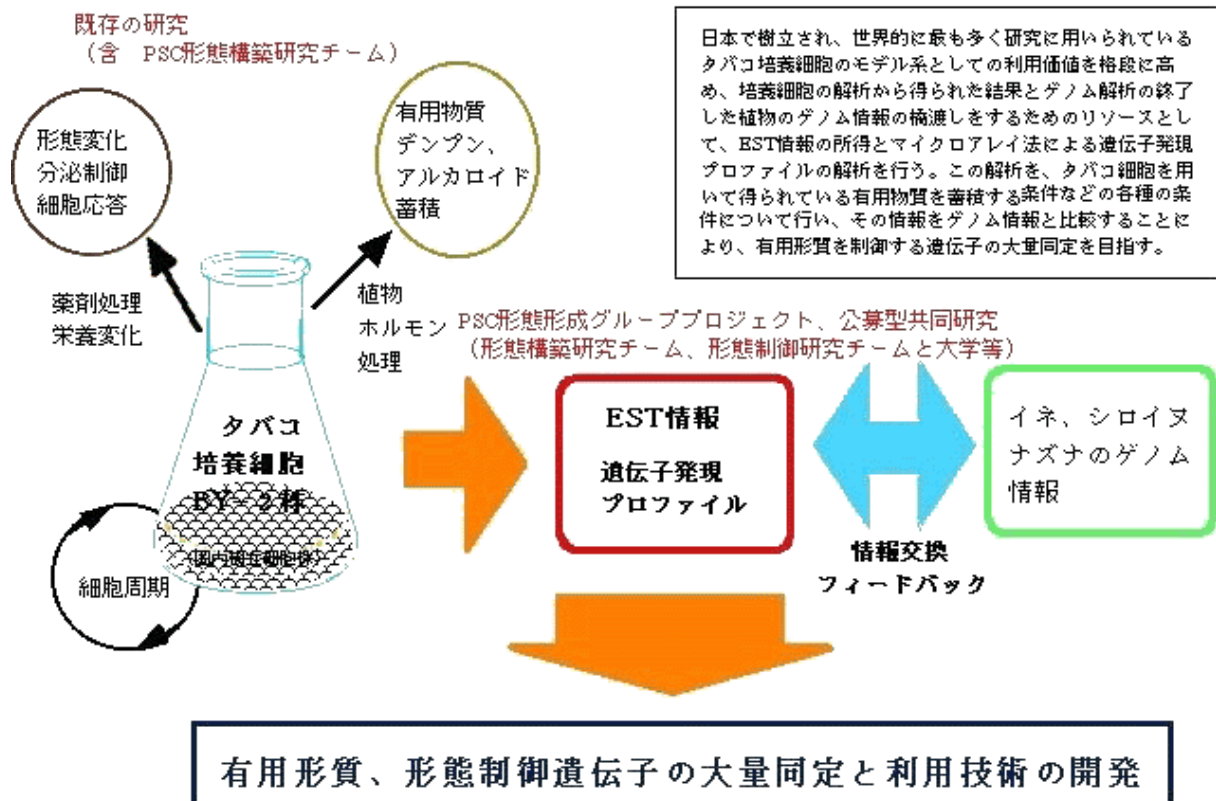 既存の研究
（含　PSC形態構築研究チーム）
形態変化
分泌制御
細胞応答
有用物質
デンプン、
アルカロイド
蓄積
日本で樹立され、世界的に最も多く研究に用いられている
タバコ培養細胞のモデル系としての利用価値を格段に高
め、培養細胞の解析から得られた結果とゲノム解析の終了
した植物のゲノム情報の橋渡しをするためのリソースとし
て、EST情報の所得とマイクロアレイ法による遺伝子発現
プロファイルの解析を行う。この解析を、タバコ細胞を用
いて得られている有用物質を蓄積する条件などの各種の条
件について行い、その情報をゲノム情報と比較することに
より、有用形質を制御する遺伝子の大量同定を目指す。
薬剤処理
栄養変化
植物
ホルモン
処理
PSC形態形成グループプロジェクト、公募型共同研究
（形態構築研究チーム、形態制御研究チームと大学等）
タバコ
培養細胞
BY-2株
国内樹立細胞株
細胞周期
EST情報
遺伝子発現
プロファイル
イネ、シロイヌ
ナズナのゲノム
情報
情報交換
フィードバック
有用形質、形態制御遺伝子の大量同定と利用技術の開発